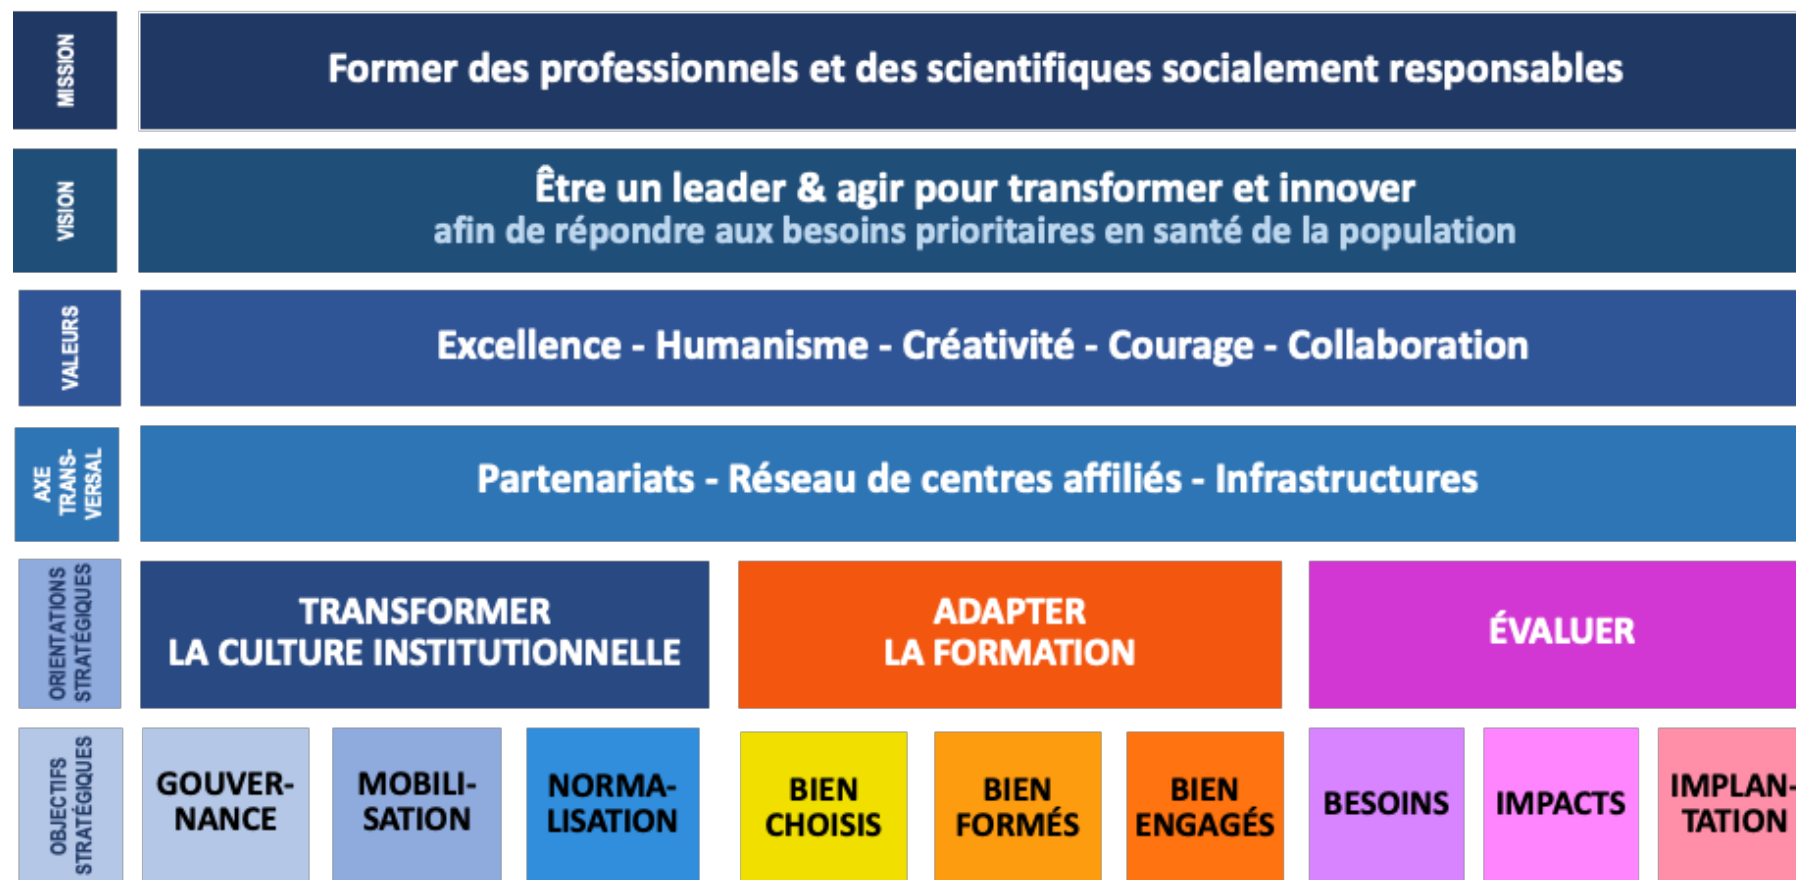 MISSION
Former des professionnels et des scientifiques socialement responsables
VISION
Être un leader & agir pour transformer et innover
afin de répondre aux besoins prioritaires en santé de la population
VALEURS
Excellence - Humanisme - Créativité - Courage - Collaboration
AXE
TRANS-
VERSAL
Partenariats - Réseau de centres affiliés - Infrastructures
ORIENTATIONS
STRATÉGIQUES
TRANSFORMER
LA CULTURE INSTITUTIONNELLE
ADAPTER
LA FORMATION
ÉVALUER
OBJECTIFS
STRATÉGIQUES
GOUVER-
NANCE
MOBILI-
SATION
NORMA-
LISATION
BIEN
CHOISIS
BIEN
FORMÉS
BIEN
ENGAGÉS
BESOINS
IMPACTS
IMPLAN-
TATION